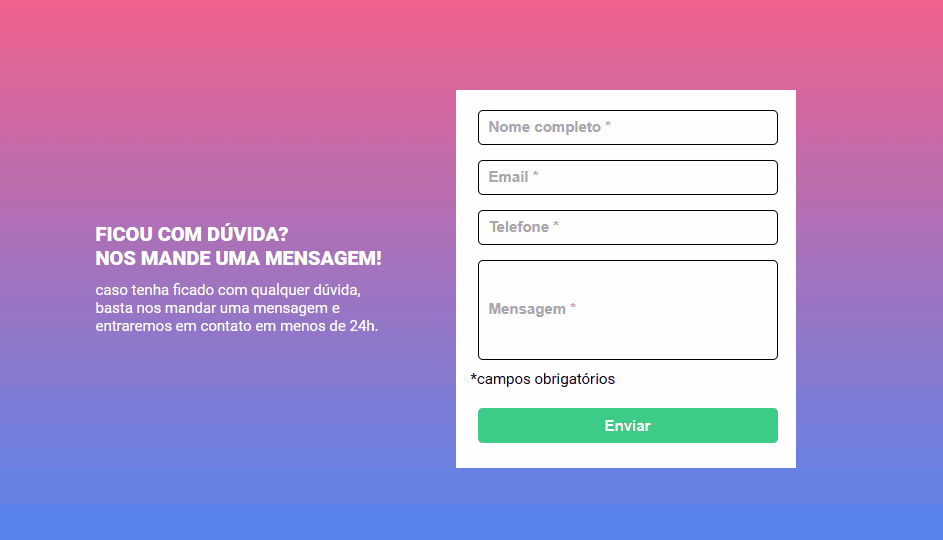 FICOU COM DÚVIDA?
NOS MANDE UMA MENSAGEM!
caso tenha ficado com qualquer dúvida,
basta nos mandar uma mensagem e
entraremos em contato em menos de 24h.
Nome completo *
Email *
Telefone *
Mensagem *
*campos obrigatórios
Enviar